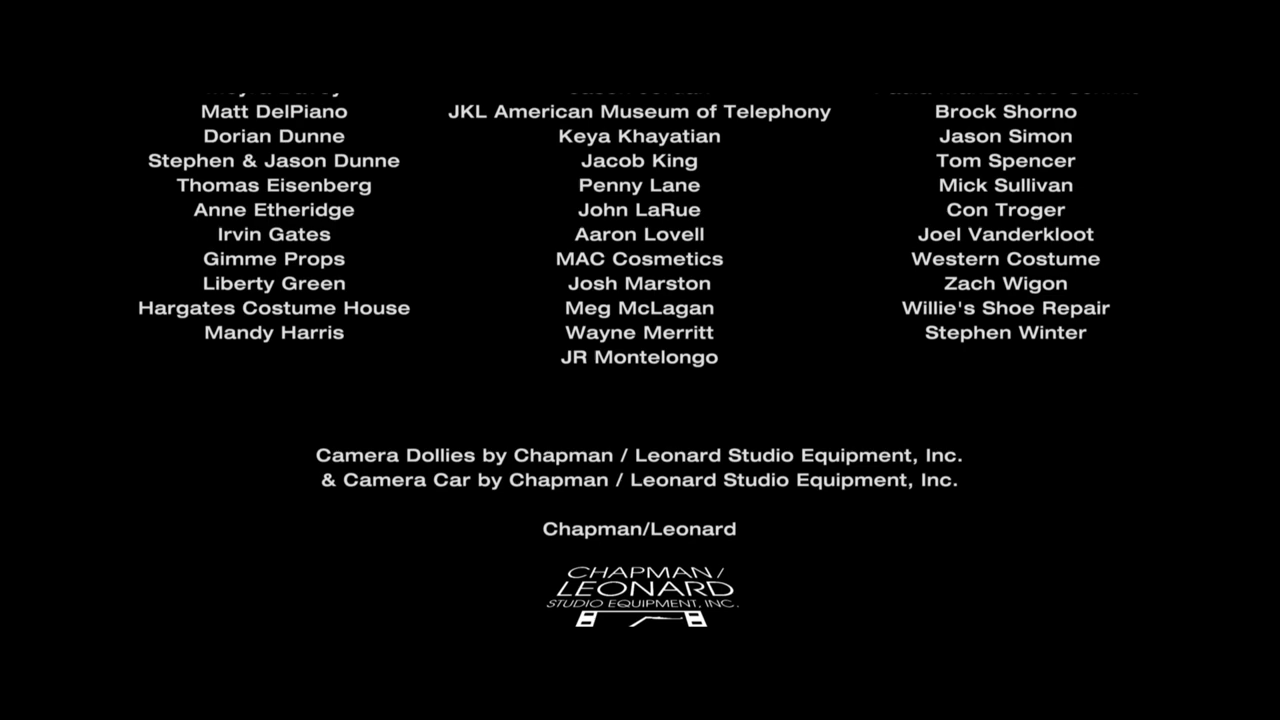 Matt DelPiano
Dorian Dunne
Stephen & Jason Dunne
Thomas Eisenberg
Anne Etheridge
Irvin Gates
Gimme Props
Liberty Green
Hargates Costume House
Mandy Harris
JKL American Museum of Telephony
Keya Khayatian
Jacob King
Penny Lane
John LaRue
Aaron Lovell
MAC Cosmetics
Josh Marston
Meg McLagan
Wayne Merritt
JR Montelongo
Brock Shorno
Jason Simon
Tom Spencer
Mick Sullivan
Con Troger
Joel Vanderkloot
Western Costume
Zach Wigon
Willie's Shoe Repair
Stephen Winter
Camera Dollies by Chapman / Leonard Studio Equipment, Inc.
& Camera Car by Chapman / Leonard Studio Equipment, Inc.
Chapman/Leonard
CHAPMAN/
LEONARD
STUDIO EQUIPMENT, INC.